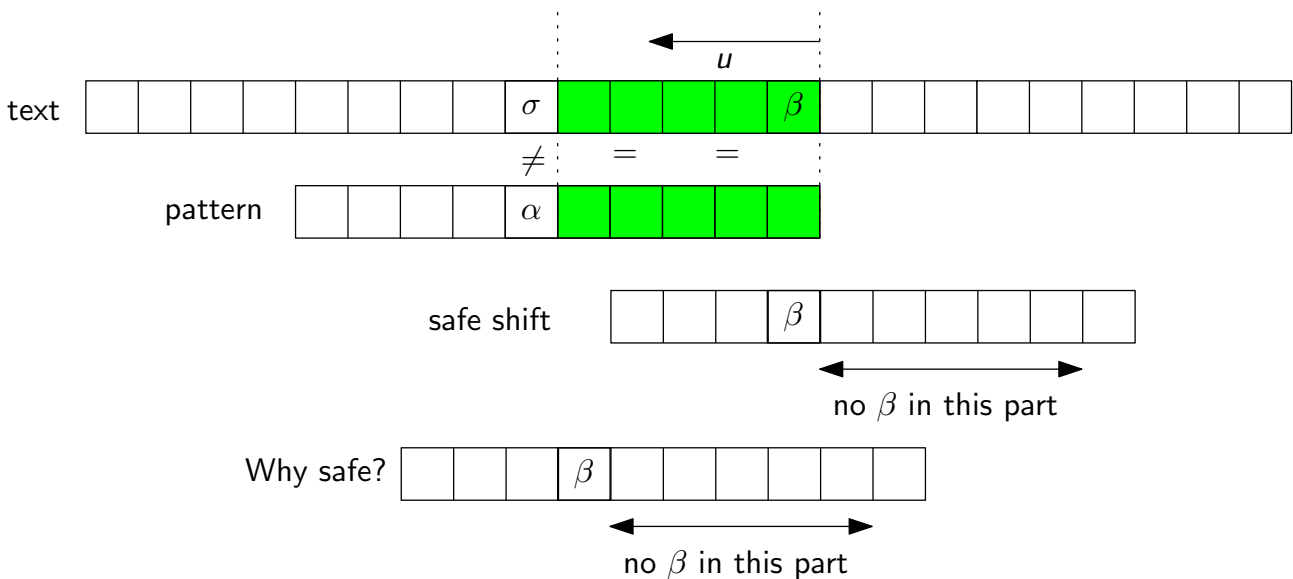 u
text σ β
≠ = =
pattern α
safe shift β
no β in this part
Why safe? β
no β in this part